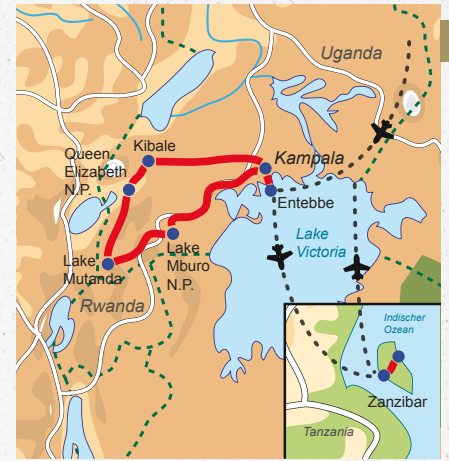 Uganda
Kibale
Queen
Elizabeth
N.P.
Kampala
Entebbe
Lake
Victoria
Lake
Mburo
N.P.
Lake
Mutanda
Rwanda
Indischer
Ozean
Zanzibar
Tanzania